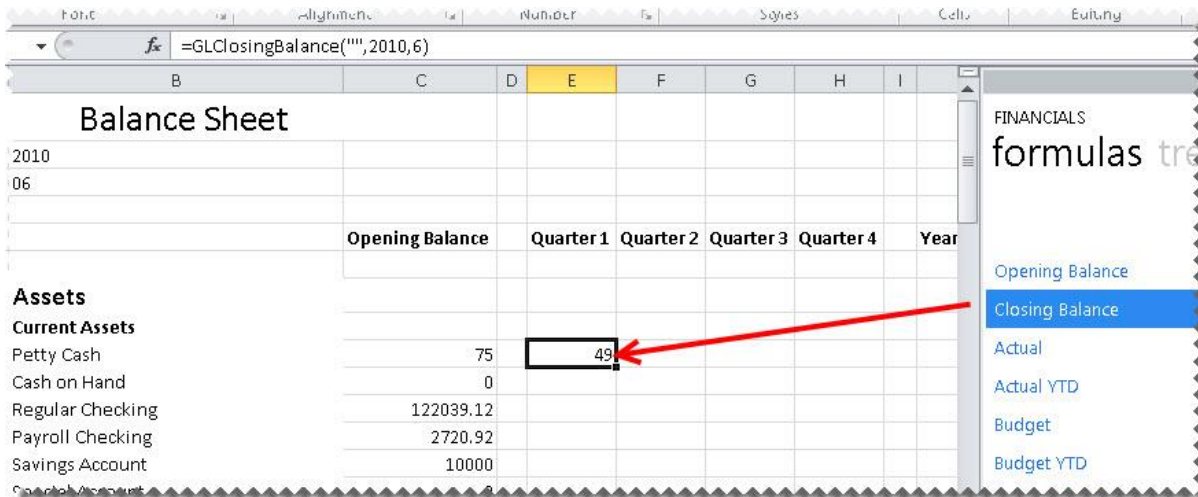 Font Alignment Number Styles Cells Editing
fx =GLClosingBalance("",2010,6)
B C D E F G H I
Balance Sheet
2010
06
Opening Balance Quarter 1 Quarter 2 Quarter 3 Quarter 4 Year
Assets
Current Assets
Petty Cash 75 49
Cash on Hand 0
Regular Checking 122039.12
Payroll Checking 2720.92
Savings Account 10000
FINANCIALS
formulas tre
Opening Balance
Closing Balance
Actual
Actual YTD
Budget
Budget YTD